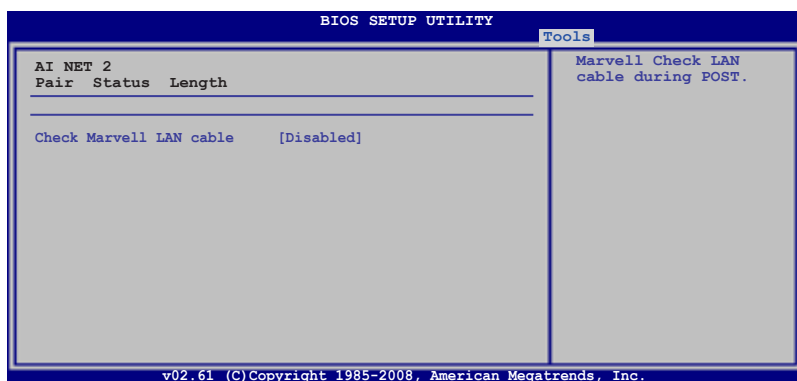 BIOS SETUP UTILITY
Tools
AI NET 2
Pair Status Length
Check Marvell LAN cable [Disabled]
Marvell Check LAN
cable during POST.
v02.61 (C)Copyright 1985-2008, American Megatrends, Inc.